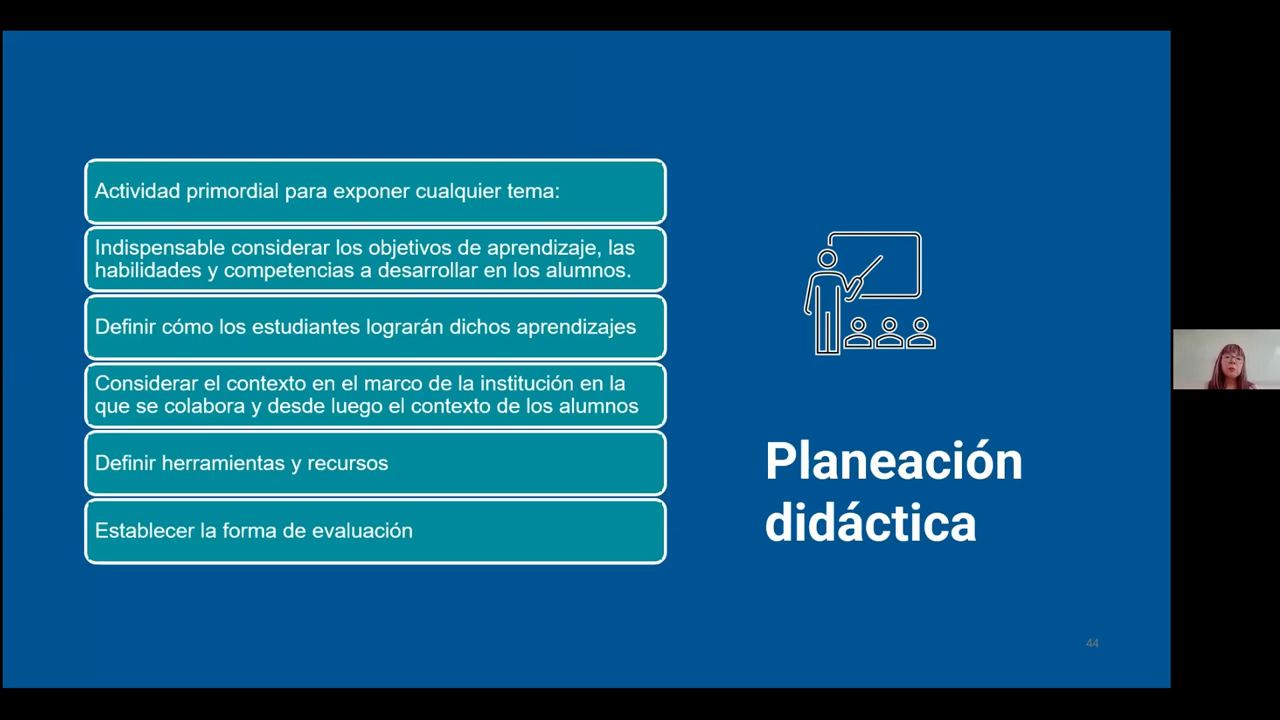 Actividad primordial para exponer cualquier tema:
Indispensable considerar los objetivos de aprendizaje, las
habilidades y competencias a desarrollar en los alumnos.
Definir cómo los estudiantes lograrán dichos aprendizajes
Considerar el contexto en el marco de la institución en la
que se colabora y desde luego el contexto de los alumnos
Definir herramientas y recursos
Establecer la forma de evaluación
Planeación
didáctica
44